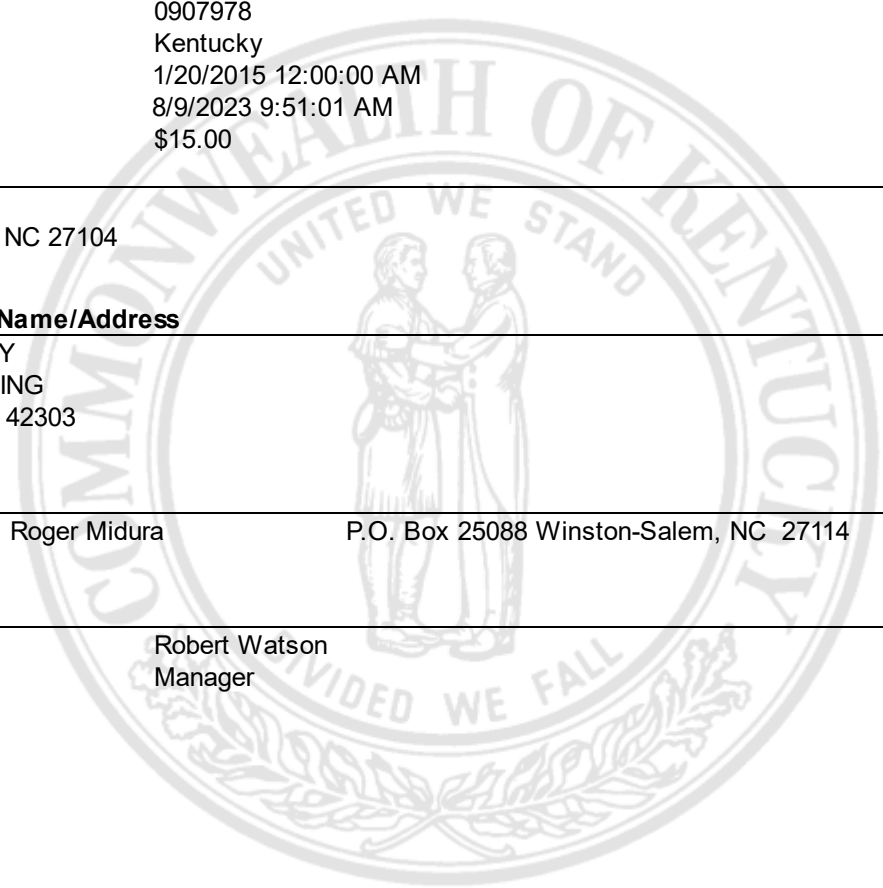 0907978
Kentucky
1/20/2015 12:00:00 AM
8/9/2023 9:51:01 AM
$15.00
NC 27104
Name/Address
Y
ING
42303
Roger Midura P.O. Box 25088 Winston-Salem, NC 27114
Robert Watson
Manager
COMMONWEALTH OF KENTUCKY
UNITED WE STAND
DIVIDED WE FALL